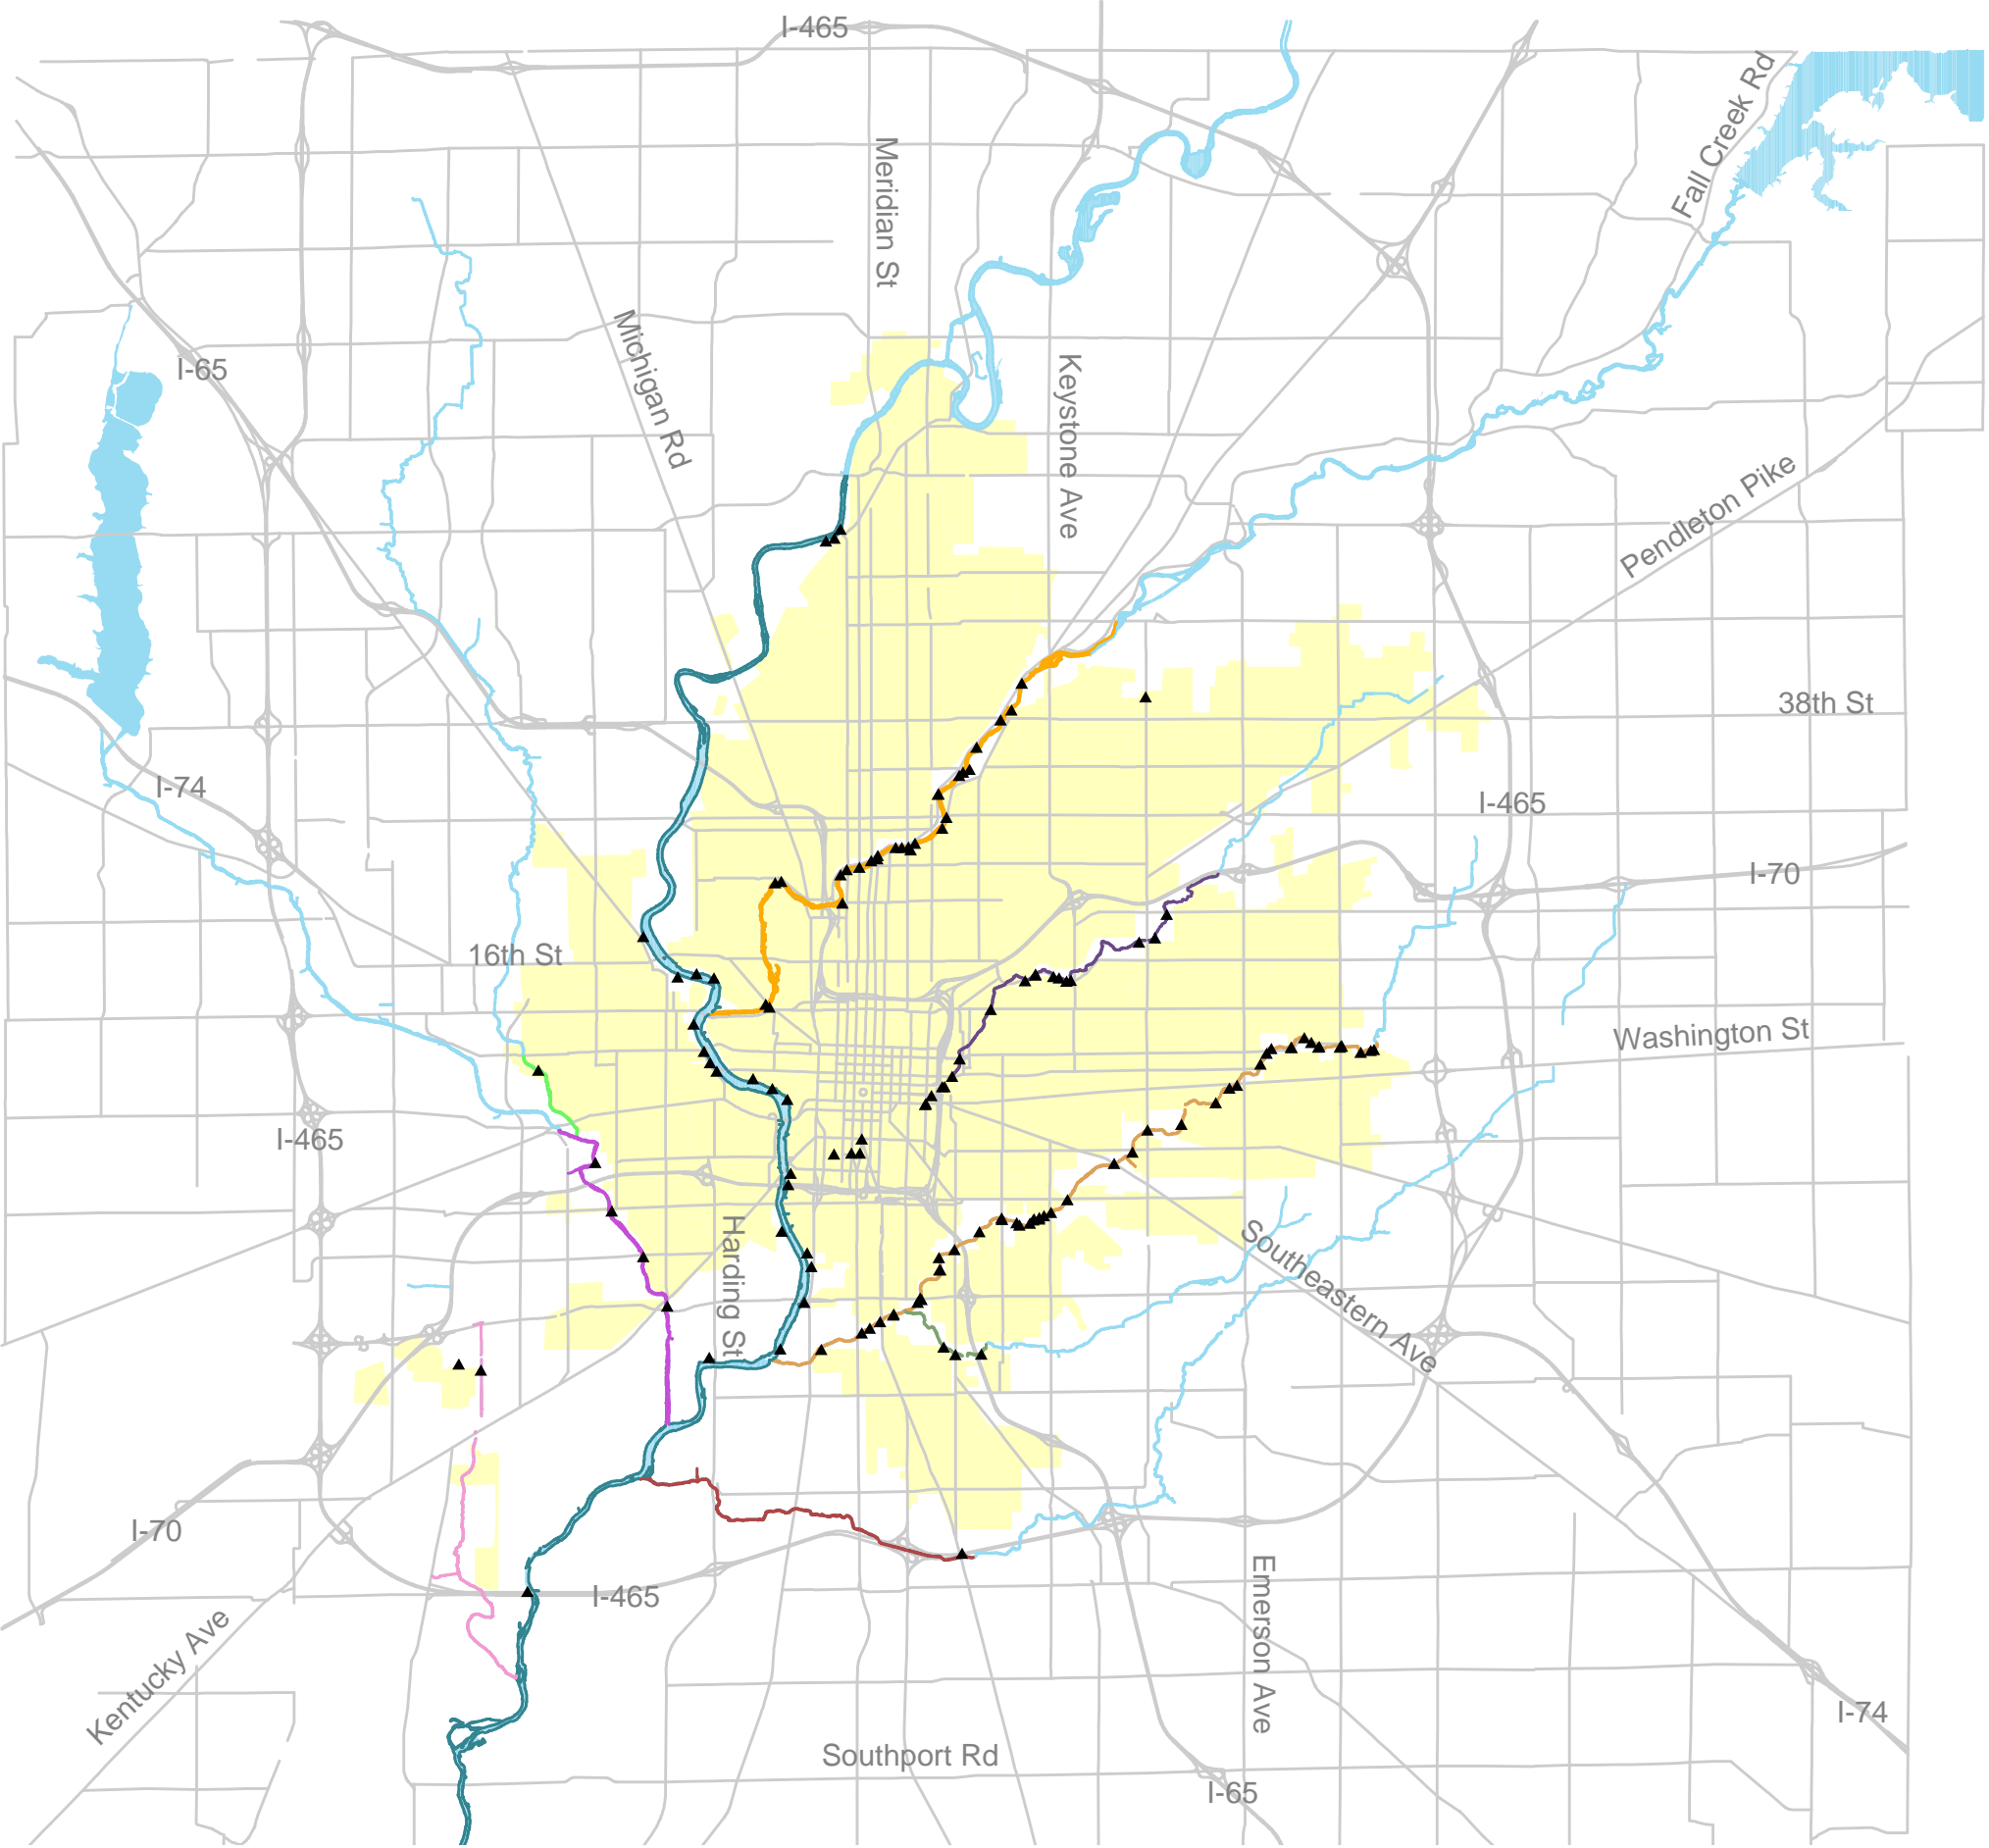 I-465
Fall Creek Rd
Meridian St
I-65
Michigan Rd
Keystone Ave
Pendleton Pike
38th St
I-74
I-465
I-70
16th St
Washington St
I-465
Harding St
Southeastern Ave
I-70
I-465
Emerson Ave
Kentucky Ave
I-74
Southport Rd
I-65